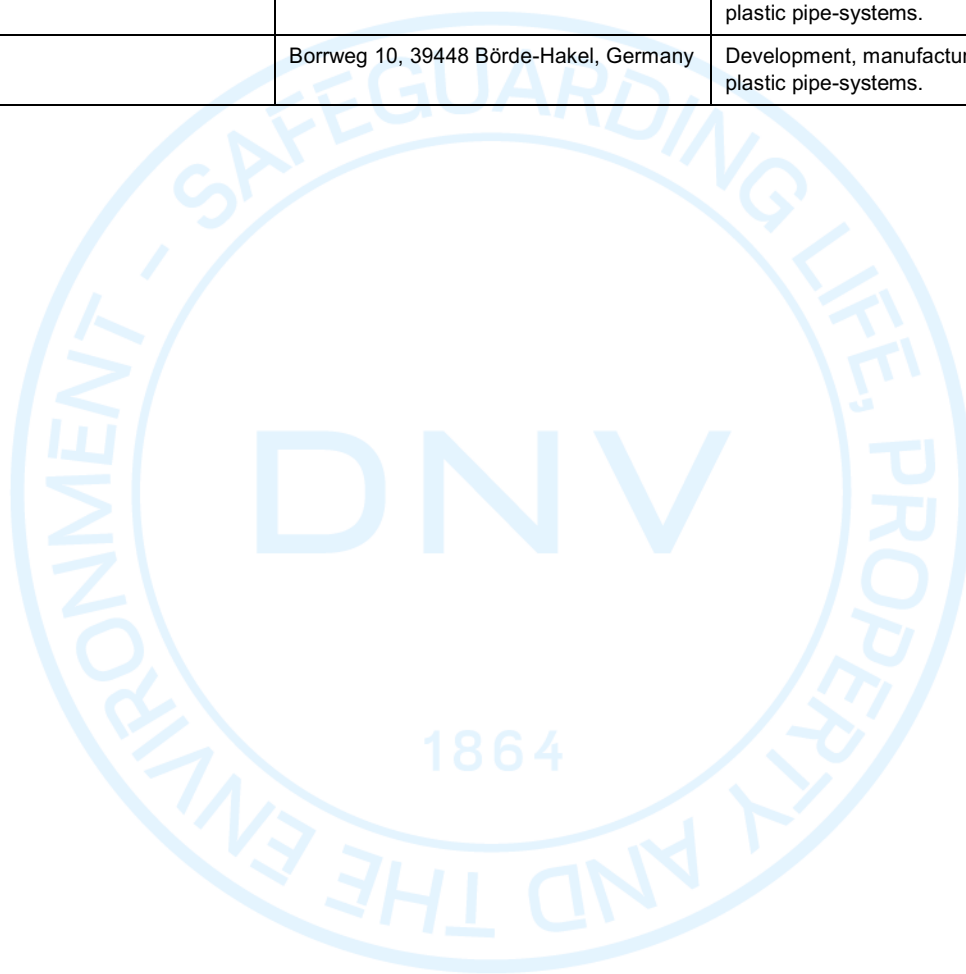 plastic pipe-systems.
Borrweg 10, 39448 Börde-Hakel, Germany
Development, manufactur
plastic pipe-systems.
SAFEGUARDING LIFE, PROPERTY AND THE ENVIRONMENT -
DNV
1864